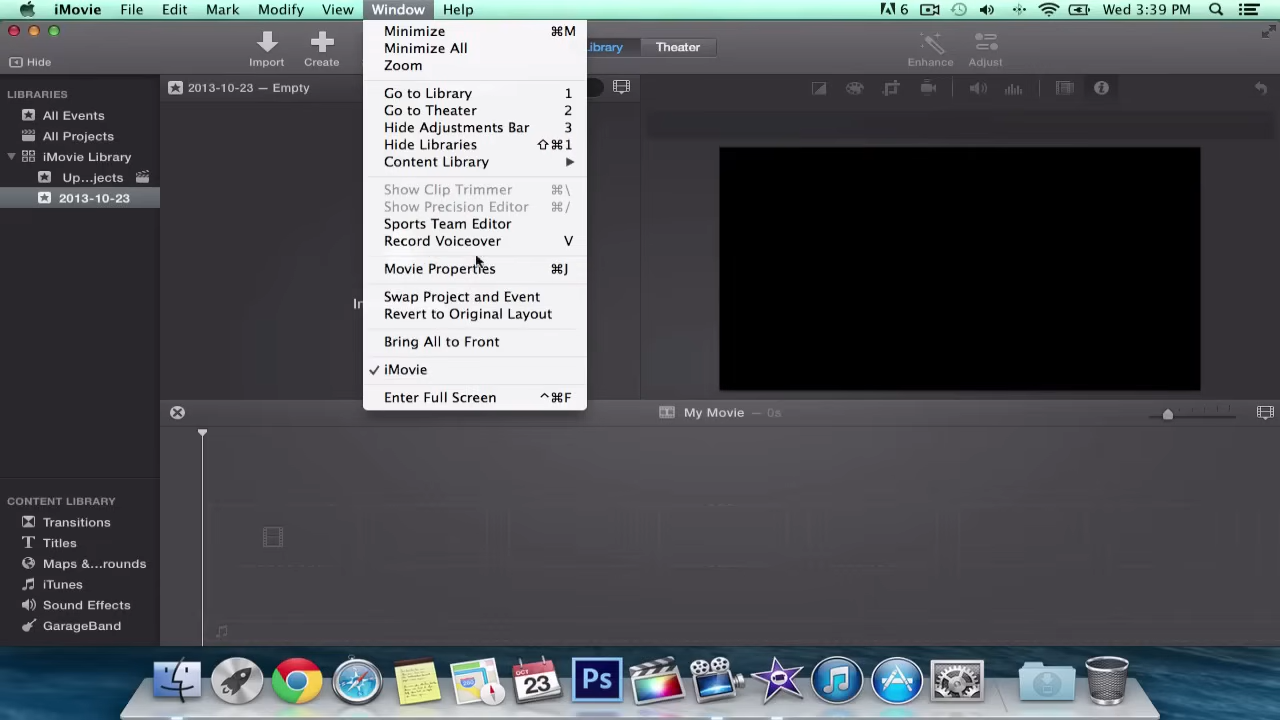 iMovie File Edit Mark Modify View Window Help 6 Wed 3:39 PM
Hide Import Create Library Theater Enhance Adjust
LIBRARIES
All Events
All Projects
iMovie Library
Up...jects
2013-10-23
2013-10-23 — Empty
Minimize ⌘M
Minimize All
Zoom
Go to Library 1
Go to Theater 2
Hide Adjustments Bar 3
Hide Libraries ⇧⌘1
Content Library
Show Clip Trimmer ⌘\
Show Precision Editor ⌘/
Sports Team Editor
Record Voiceover V
Movie Properties ⌘J
Swap Project and Event
Revert to Original Layout
Bring All to Front
✓ iMovie
Enter Full Screen ^⌘F
My Movie — 0s
CONTENT LIBRARY
Transitions
T Titles
Maps &...rounds
iTunes
Sound Effects
GarageBand
OCT
23
Ps